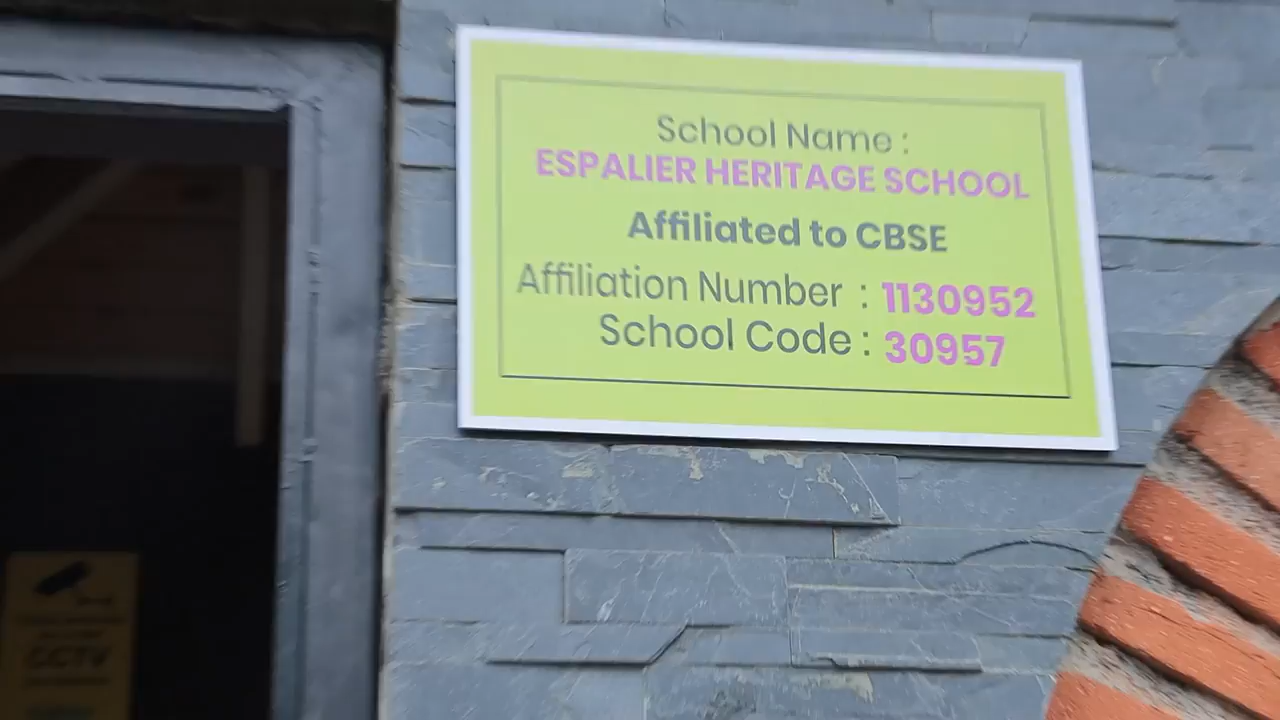 School Name :
ESPALIER HERITAGE SCHOOL
Affiliated to CBSE
Affiliation Number : 1130952
School Code : 30957
CCTV